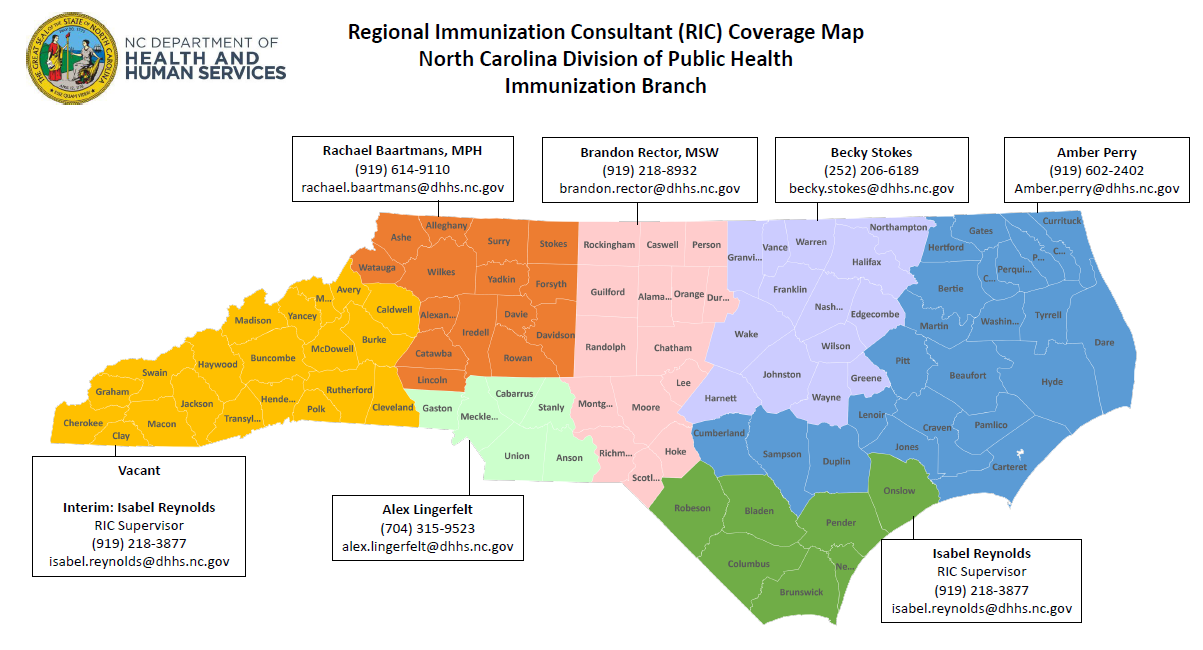 NC DEPARTMENT OF
HEALTH AND
HUMAN SERVICES
Regional Immunization Consultant (RIC) Coverage Map
North Carolina Division of Public Health
Immunization Branch
Rachael Baartmans, MPH
(919) 614-9110
rachael.baartmans@dhhs.nc.gov
Brandon Rector, MSW
(919) 218-8932
brandon.rector@dhhs.nc.gov
Becky Stokes
(252) 206-6189
becky.stokes@dhhs.nc.gov
Amber Perry
(919) 602-2402
Amber.perry@dhhs.nc.gov
Ashe
Alleghany
Surry
Stokes
Watauga
Wilkes
Yadkin
Forsyth
Alexan...
Iredell
Davie
Davidson
Catawba
Rowan
Lincoln
Rockingham
Caswell
Person
Guilford
Alama...
Orange
Dur...
Randolph
Chatham
Lee
Montg...
Moore
Richm...
Hoke
Scotl...
Granvi...
Vance
Warren
Northampton
Halifax
Franklin
Nash...
Edgecombe
Wake
Wilson
Johnston
Greene
Harnett
Wayne
Hertford
Gates
Currituck
C...
P...
Perqui...
C...
Bertie
Martin
Washin...
Tyrrell
Dare
Pitt
Beaufort
Hyde
Lenoir
Craven
Pamlico
Jones
Carteret
Cumberland
Sampson
Duplin
Avery
M...
Caldwell
Madison
Yancey
Burke
McDowell
Buncombe
Haywood
Swain
Graham
Rutherford
Hende...
Jackson
Cleveland
Polk
Transyl...
Macon
Cherokee
Clay
Cabarrus
Gaston
Meckle...
Stanly
Union
Anson
Robeson
Bladen
Onslow
Pender
Columbus
Ne...
Brunswick
Vacant
Interim: Isabel Reynolds
RIC Supervisor
(919) 218-3877
isabel.reynolds@dhhs.nc.gov
Alex Lingerfelt
(704) 315-9523
alex.lingerfelt@dhhs.nc.gov
Isabel Reynolds
RIC Supervisor
(919) 218-3877
isabel.reynolds@dhhs.nc.gov